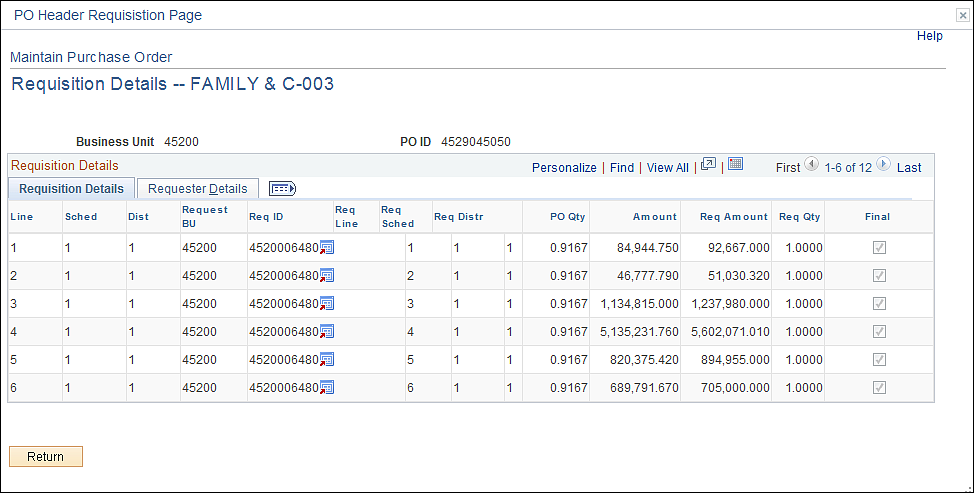 PO Header Requisistion Page
Help
Maintain Purchase Order
Requisition Details -- FAMILY & C-003
Business Unit 45200 PO ID 4529045050
Requisition Details Personalize | Find | View All | | First 1-6 of 12 Last
Requisition Details Requester Details
Line Sched Dist Request BU Req ID Req Line Req Sched Req Distr PO Qty Amount Req Amount Req Qty Final
1 1 1 45200 4520006480 1 1 1 0.9167 84,944.750 92,667.000 1.0000
2 1 1 45200 4520006480 2 1 1 0.9167 46,777.790 51,030.320 1.0000
3 1 1 45200 4520006480 3 1 1 0.9167 1,134,815.000 1,237,980.000 1.0000
4 1 1 45200 4520006480 4 1 1 0.9167 5,135,231.760 5,602,071.010 1.0000
5 1 1 45200 4520006480 5 1 1 0.9167 820,375.420 894,955.000 1.0000
6 1 1 45200 4520006480 6 1 1 0.9167 689,791.670 705,000.000 1.0000
Return